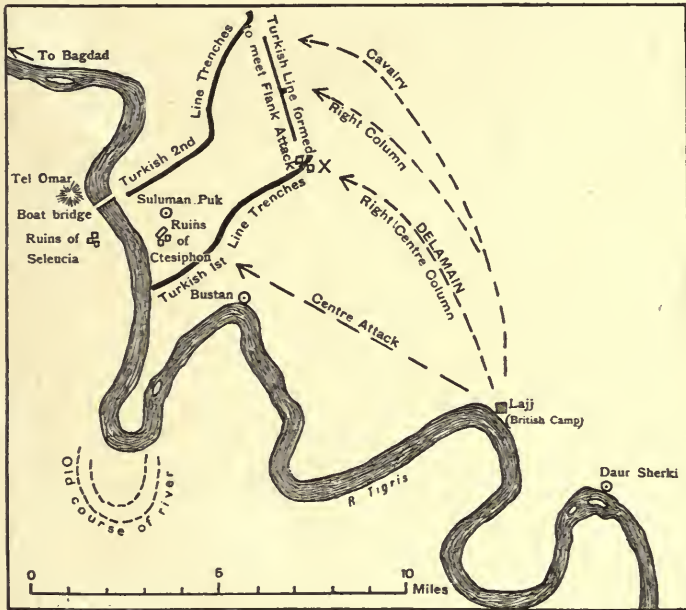 To Bagdad
Turkish Line formed
to meet Flank Attack
Line Trenches
Turkish 2nd
Cavalry
Right Column
X
Tel Omar
Boat bridge
Ruins of
Seleucia
Suluman Puk
Ruins
of
Ctesiphon
Line Trenches
Turkish 1st
DELAMAIN
Right Centre Column
Bustan
Centre Attack
Lajj
(British Camp)
Daur Sherki
R. Tigris
Old
course of river
0 5 10 Miles